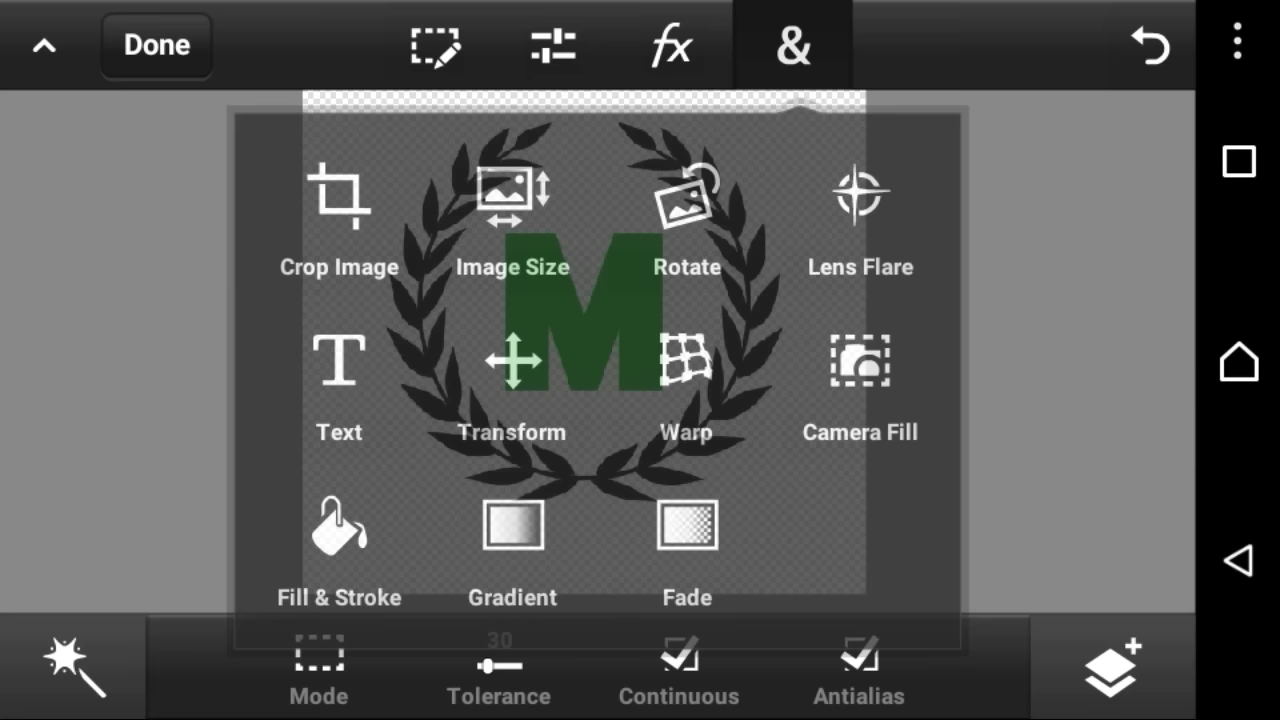 Done
fx
&
Crop Image
Image Size
Rotate
Lens Flare
M
T
Text
Transform
Warp
Camera Fill
Fill & Stroke
Gradient
Fade
30
Mode
Tolerance
Continuous
Antialias